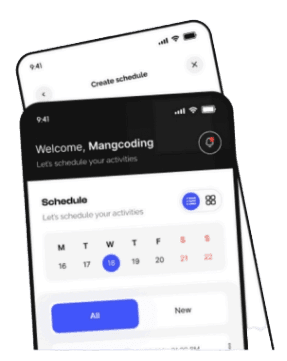 9:41
Create schedule
9:41
Welcome, Mangcoding
Let's schedule your activities
Schedule
Let's schedule your activities
M T W T F S S
16 17 18 19 20 21 22
All New